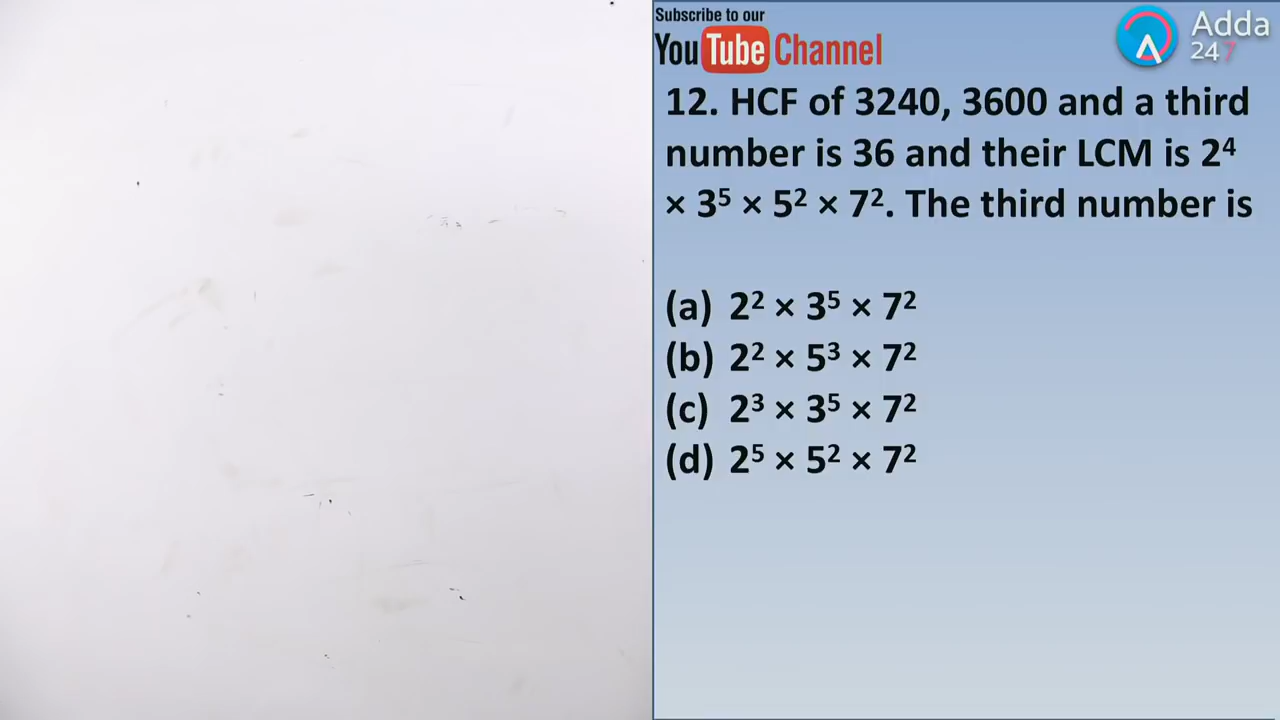 Subscribe to our
YouTube Channel
Adda
247
12. HCF of 3240, 3600 and a third
number is 36 and their LCM is 2⁴
× 3⁵ × 5² × 7². The third number is
(a) 2² × 3⁵ × 7²
(b) 2² × 5³ × 7²
(c) 2³ × 3⁵ × 7²
(d) 2⁵ × 5² × 7²